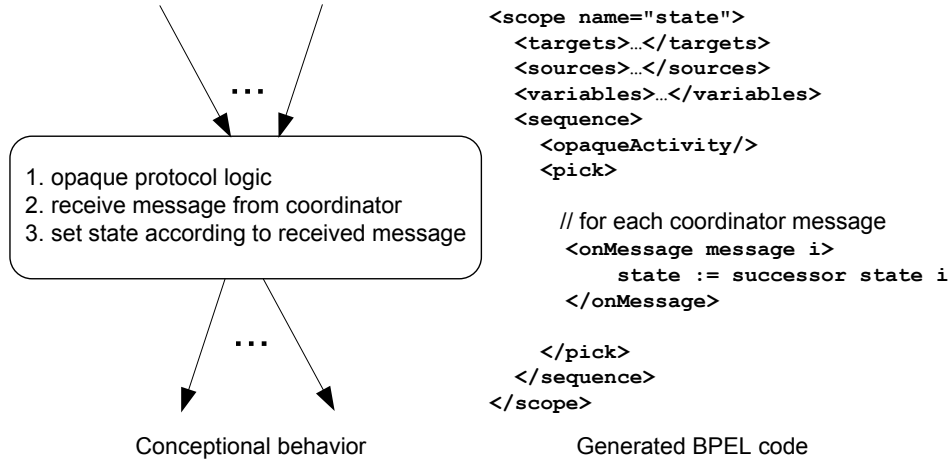 ...
1. opaque protocol logic
2. receive message from coordinator
3. set state according to received message
...
Conceptional behavior
<scope name="state">
<targets>…</targets>
<sources>…</sources>
<variables>…</variables>
<sequence>
<opaqueActivity/>
<pick>
// for each coordinator message
<onMessage message i>
state := successor state i
</onMessage>
</pick>
</sequence>
</scope>
Generated BPEL code